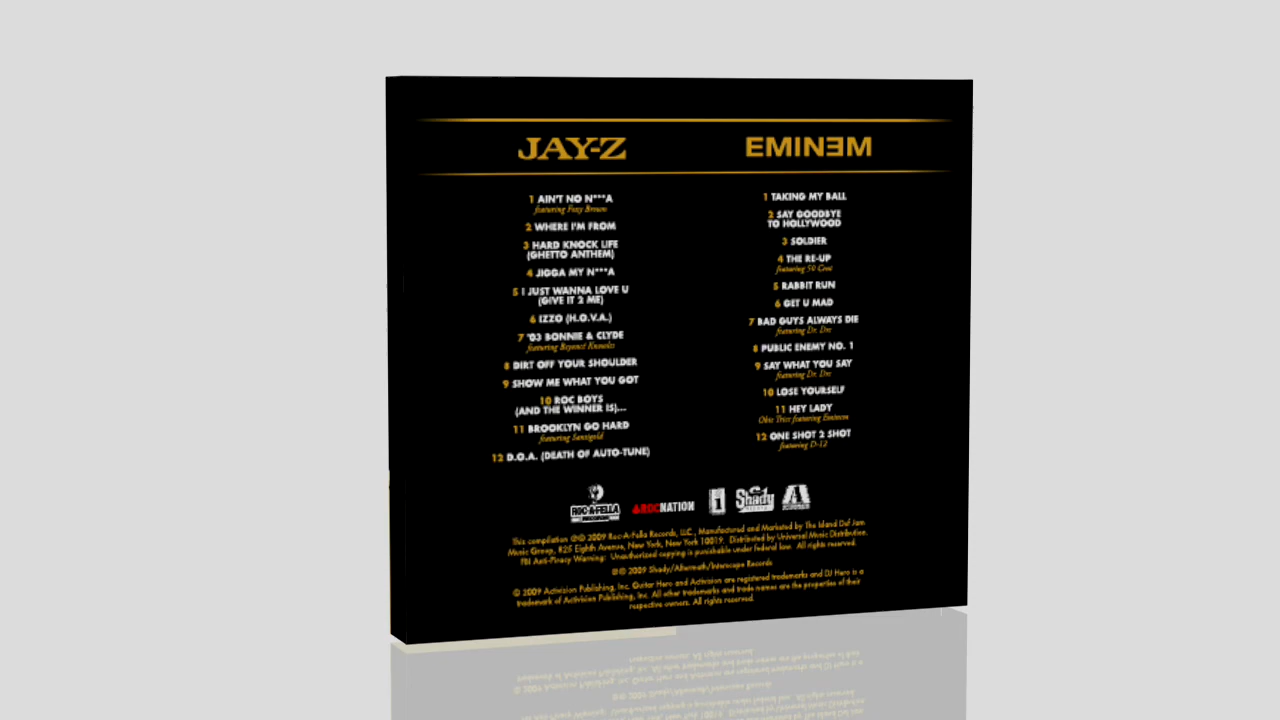 JAY-Z
1 AIN'T NO N***A
featuring Foxy Brown
2 WHERE I'M FROM
3 HARD KNOCK LIFE
(GHETTO ANTHEM)
4 JIGGA MY N***A
5 I JUST WANNA LOVE U
(GIVE IT 2 ME)
6 IZZO (H.O.V.A.)
7 '03 BONNIE & CLYDE
featuring Beyoncé Knowles
8 DIRT OFF YOUR SHOULDER
9 SHOW ME WHAT YOU GOT
10 ROC BOYS
(AND THE WINNER IS)...
11 BROOKLYN GO HARD
featuring Santigold
12 D.O.A. (DEATH OF AUTO-TUNE)
EMINEM
1 TAKING MY BALL
2 SAY GOODBYE
TO HOLLYWOOD
3 SOLDIER
4 THE RE-UP
featuring 50 Cent
5 RABBIT RUN
6 GET U MAD
7 BAD GUYS ALWAYS DIE
featuring Dr. Dre
8 PUBLIC ENEMY NO. 1
9 SAY WHAT YOU SAY
featuring Dr. Dre
10 LOSE YOURSELF
11 HEY LADY
Obie Trice featuring Eminem
12 ONE SHOT 2 SHOT
featuring D-12
ROC-A-FELLA
ROCNATION
i
Shady
This compilation ℗© 2009 Roc-A-Fella Records, LLC., Manufactured and Marketed by The Island Def Jam
Music Group, 825 Eighth Avenue, New York, New York 10019. Distributed by Universal Music Distribution.
FBI Anti-Piracy Warning: Unauthorized copying is punishable under federal law. All rights reserved.
℗© 2009 Shady/Aftermath/Interscope Records
© 2009 Activision Publishing, Inc. Guitar Hero and Activision are registered trademarks and DJ Hero is a
trademark of Activision Publishing, Inc. All other trademarks and trade names are the properties of their
respective owners. All rights reserved.